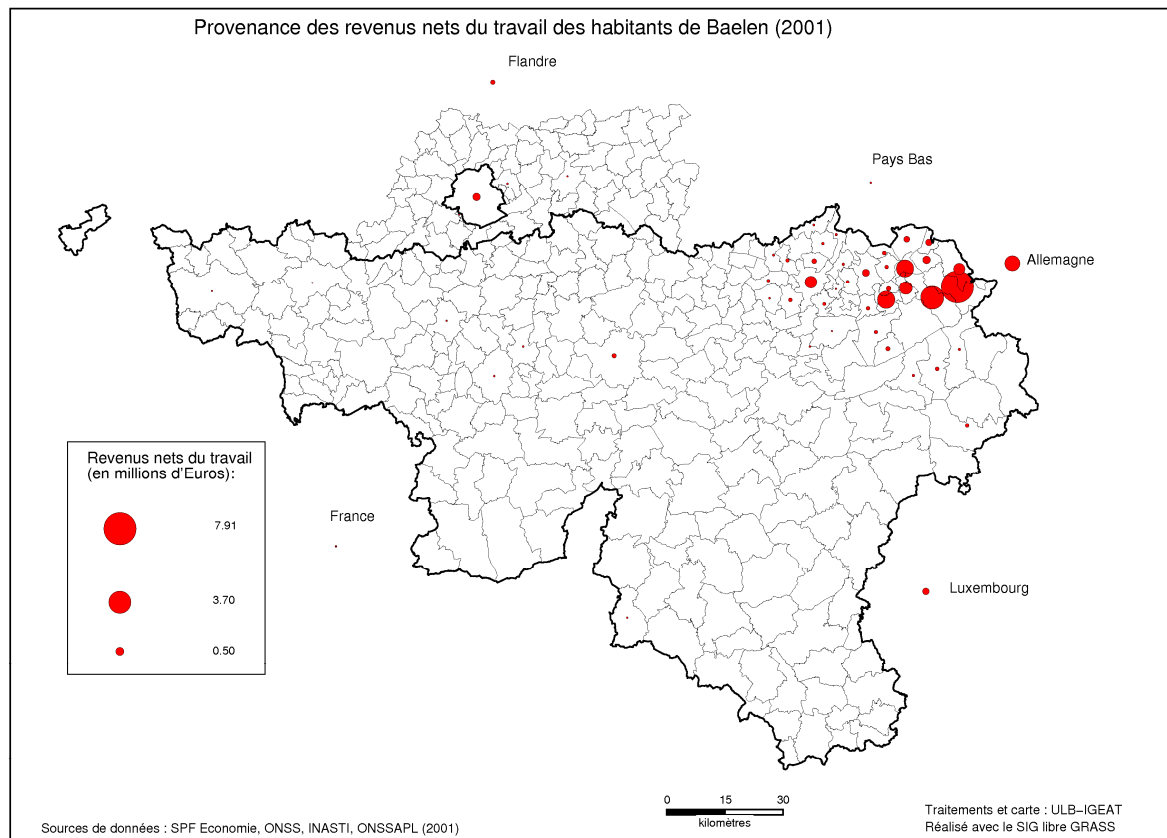 Provenance des revenus nets du travail des habitants de Baelen (2001)
Flandre
Pays Bas
Allemagne
Revenus nets du travail
(en millions d'Euros):
7.91
3.70
0.50
France
Luxembourg
0 15 30
kilomètres
Sources de données : SPF Economie, ONSS, INASTI, ONSSAPL (2001)
Traitements et carte : ULB-IGEAT
Réalisé avec le SIG libre GRASS